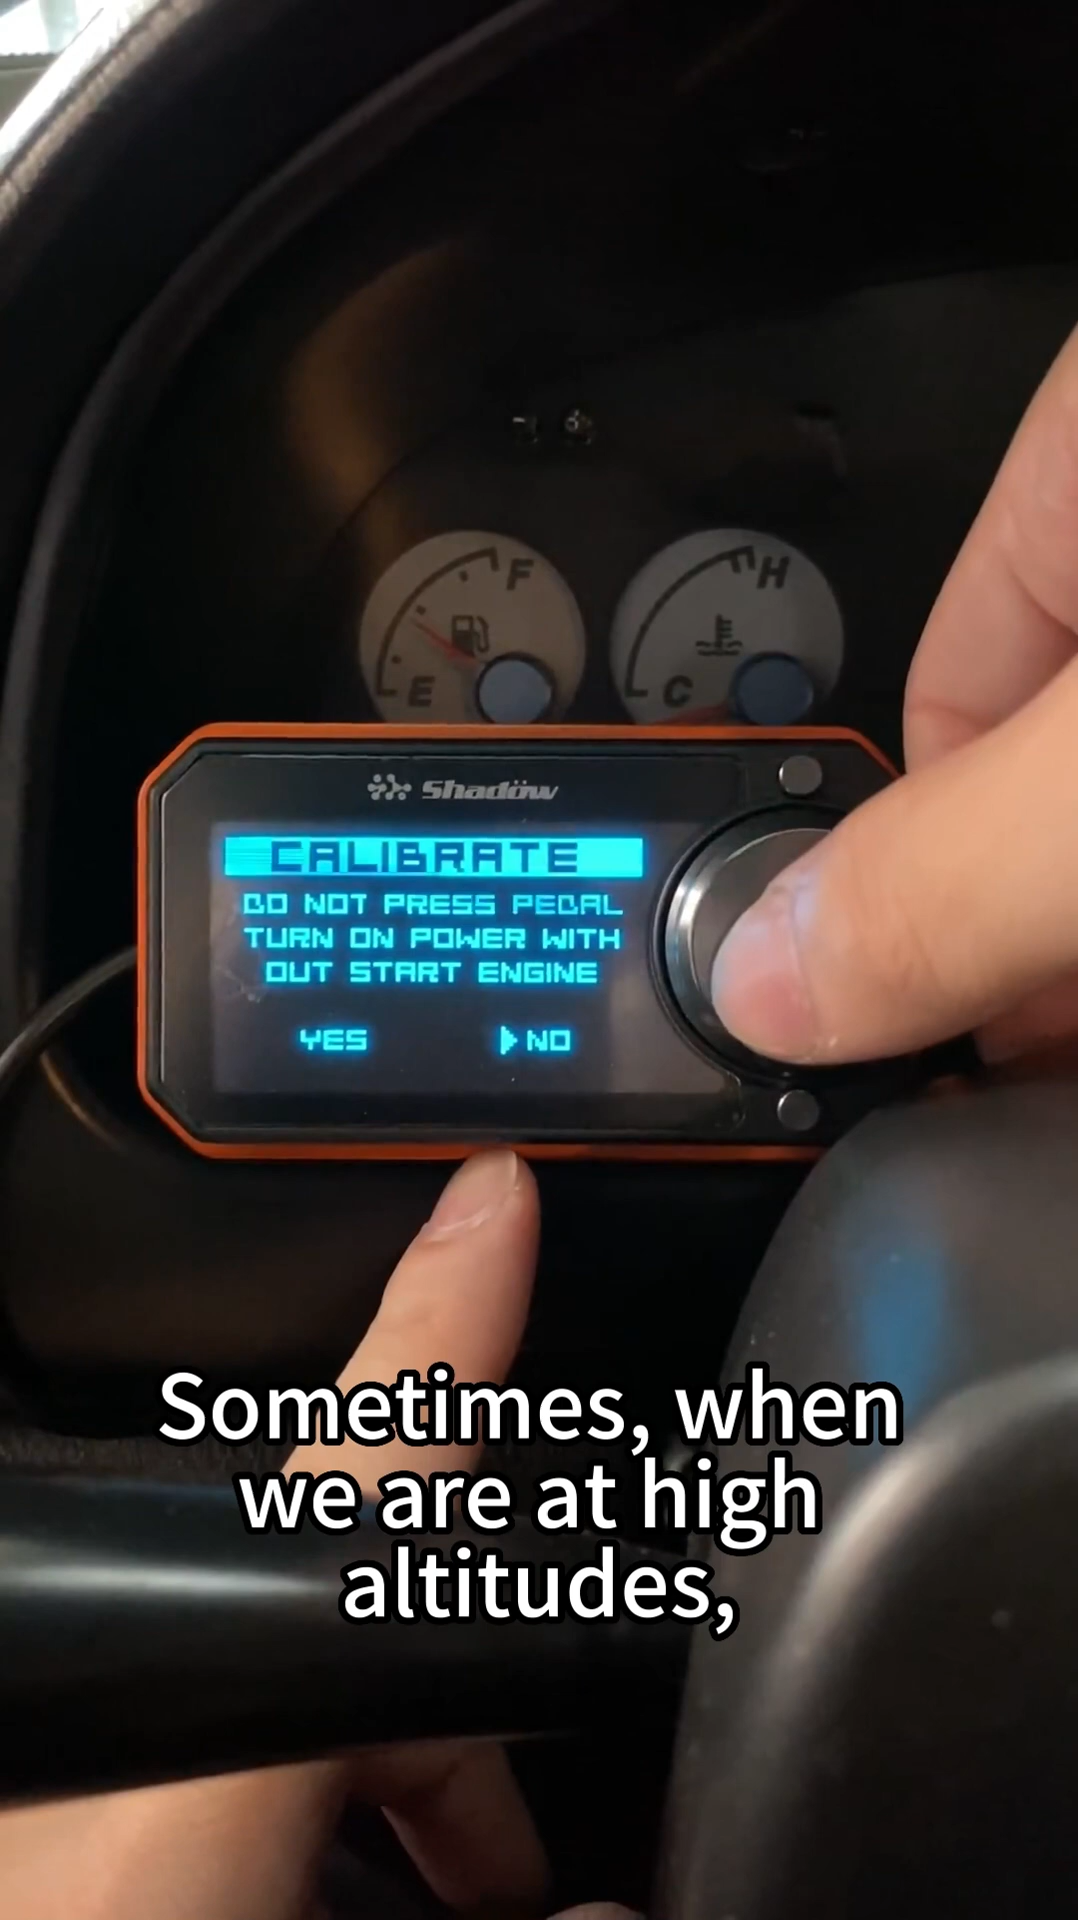 F
H
E
C
Shadöw
CALIBRATE
DO NOT PRESS PEDAL
TURN ON POWER WITH
OUT START ENGINE
YES
NO
Sometimes, when
we are at high
altitudes,